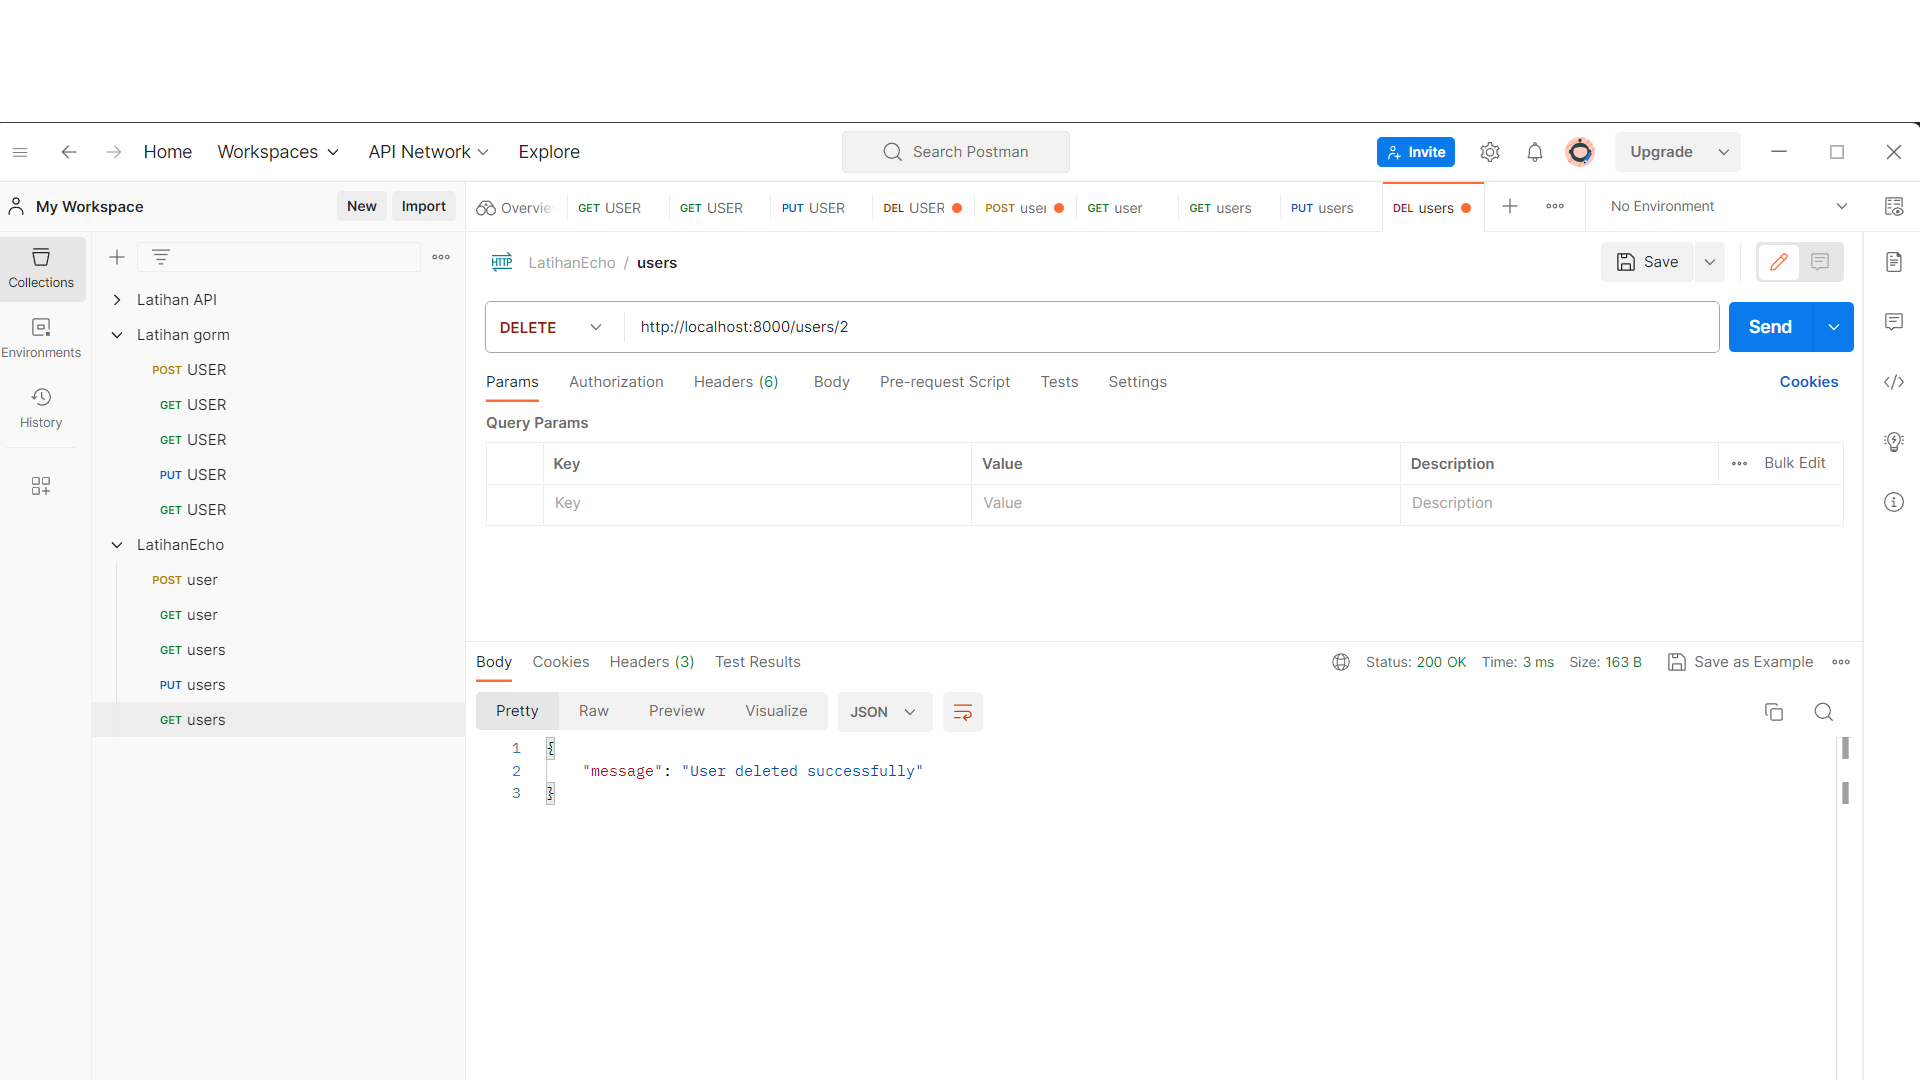 Home Workspaces API Network Explore Search Postman Invite Upgrade
My Workspace New Import Overvie GET USER GET USER PUT USER DEL USER POST user GET user GET users PUT users DEL users No Environment
Collections
Environments
History
Latihan API
Latihan gorm
POST USER
GET USER
GET USER
PUT USER
GET USER
LatihanEcho
POST user
GET user
GET users
PUT users
GET users
HTTP LatihanEcho / users Save
DELETE http://localhost:8000/users/2 Send
Params Authorization Headers (6) Body Pre-request Script Tests Settings Cookies
Query Params
Key Value Description Bulk Edit
Key Value Description
Body Cookies Headers (3) Test Results Status: 200 OK Time: 3 ms Size: 163 B Save as Example
Pretty Raw Preview Visualize JSON
1 {
2 "message": "User deleted successfully"
3 }